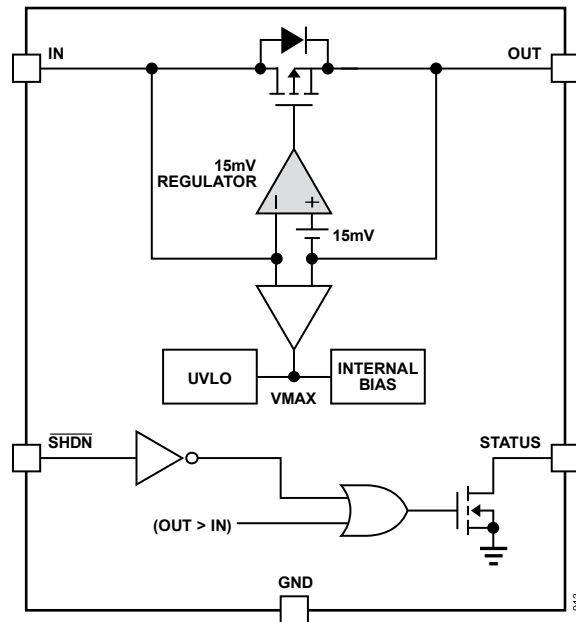 IN
OUT
15mV
REGULATOR
15mV
UVLO
INTERNAL
BIAS
VMAX
SHDN
STATUS
(OUT > IN)
GND